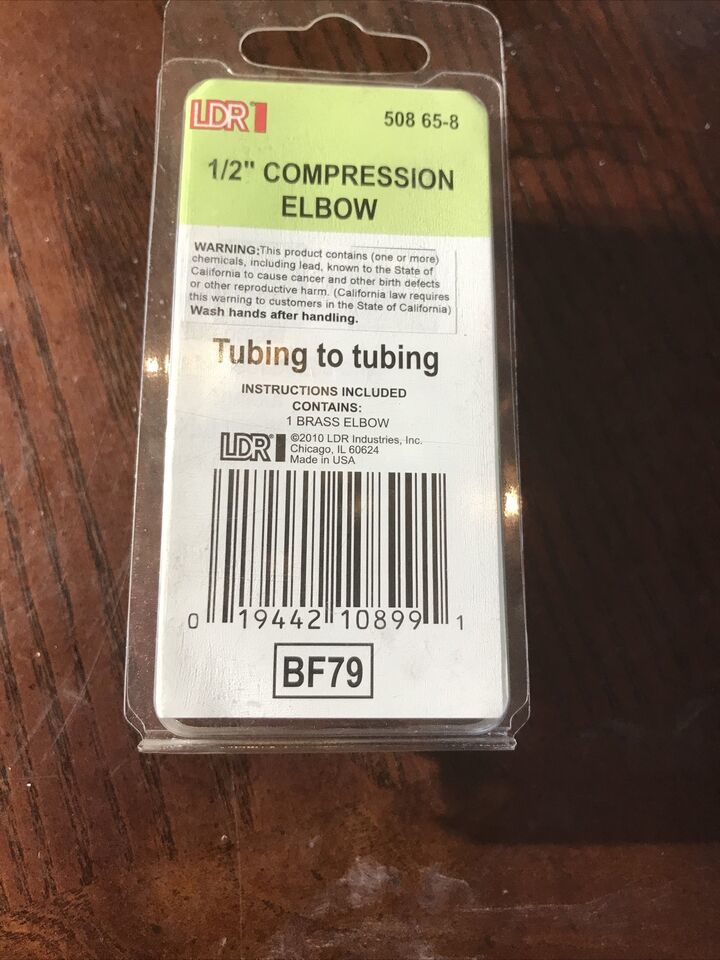 LDR
508 65-8
1/2" COMPRESSION
ELBOW
WARNING:This product contains (one or more)
chemicals, including lead, known to the State of
California to cause cancer and other birth defects
or other reproductive harm. (California law requires
this warning to customers in the State of California)
Wash hands after handling.
Tubing to tubing
INSTRUCTIONS INCLUDED
CONTAINS:
1 BRASS ELBOW
LDR ©2010 LDR Industries, Inc.
Chicago, IL 60624
Made in USA
0 19442 10899 1
BF79